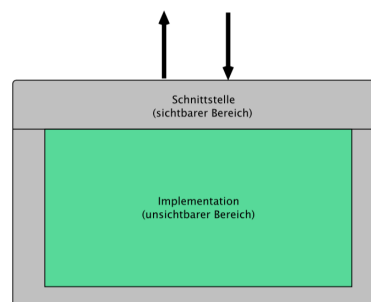 Schnittstelle
(sichtbarer Bereich)
Implementation
(unsichtbarer Bereich)